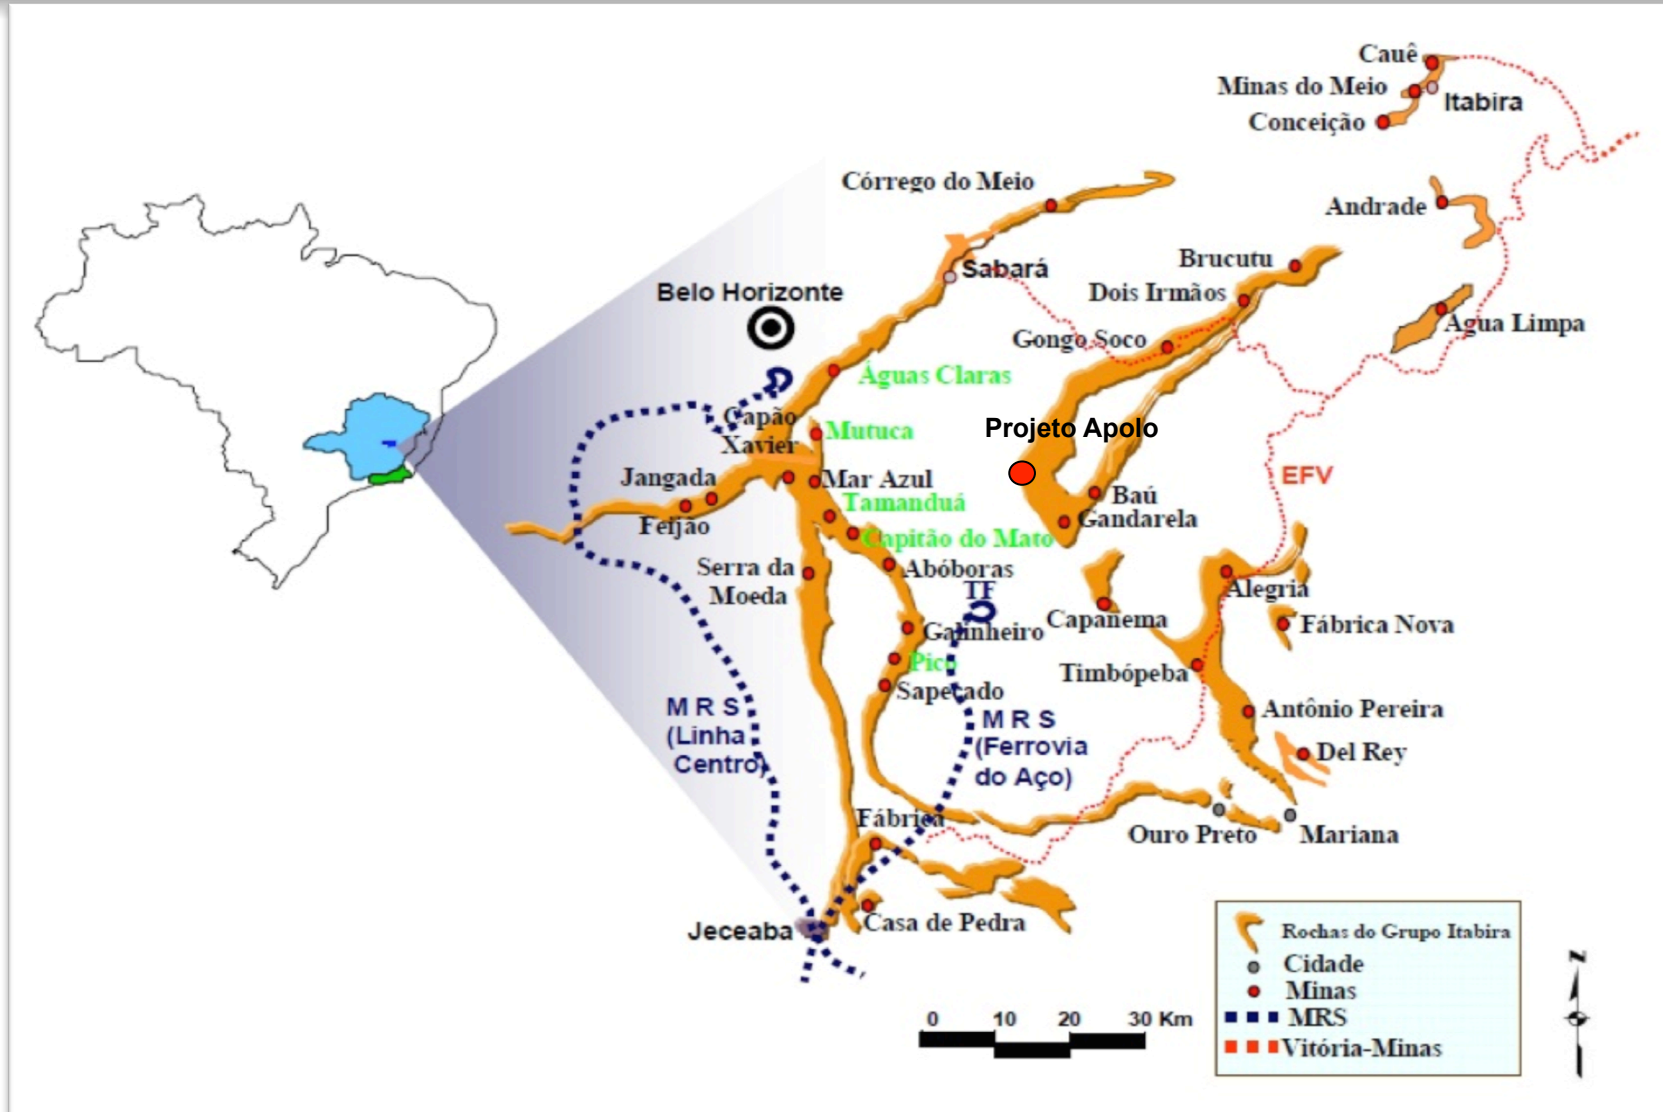 Cauê
Minas do Meio
Itabira
Conceição
Córrego do Meio
Andrade
Brucutu
Sabará
Belo Horizonte
Dois Irmãos
Agua Limpa
Gongo Soco
Águas Claras
Capão
Xavier
Mutuca
Projeto Apolo
Jangada
Mar Azul
EFV
Baú
Tamanduá
Gandarela
Feijão
Capitão do Mato
Serra da
Moeda
Abóboras
TF
Alegria
Capanema
Galinheiro
Fábrica Nova
Pico
Timbópeba
Sapecado
M R S
(Linha
Centro)
M R S
(Ferrovia
do Aço)
Antônio Pereira
Del Rey
Fábrica
Ouro Preto
Mariana
Casa de Pedra
Jeceaba
Rochas do Grupo Itabira
Cidade
Minas
MRS
Vitória-Minas
0 10 20 30 Km
N